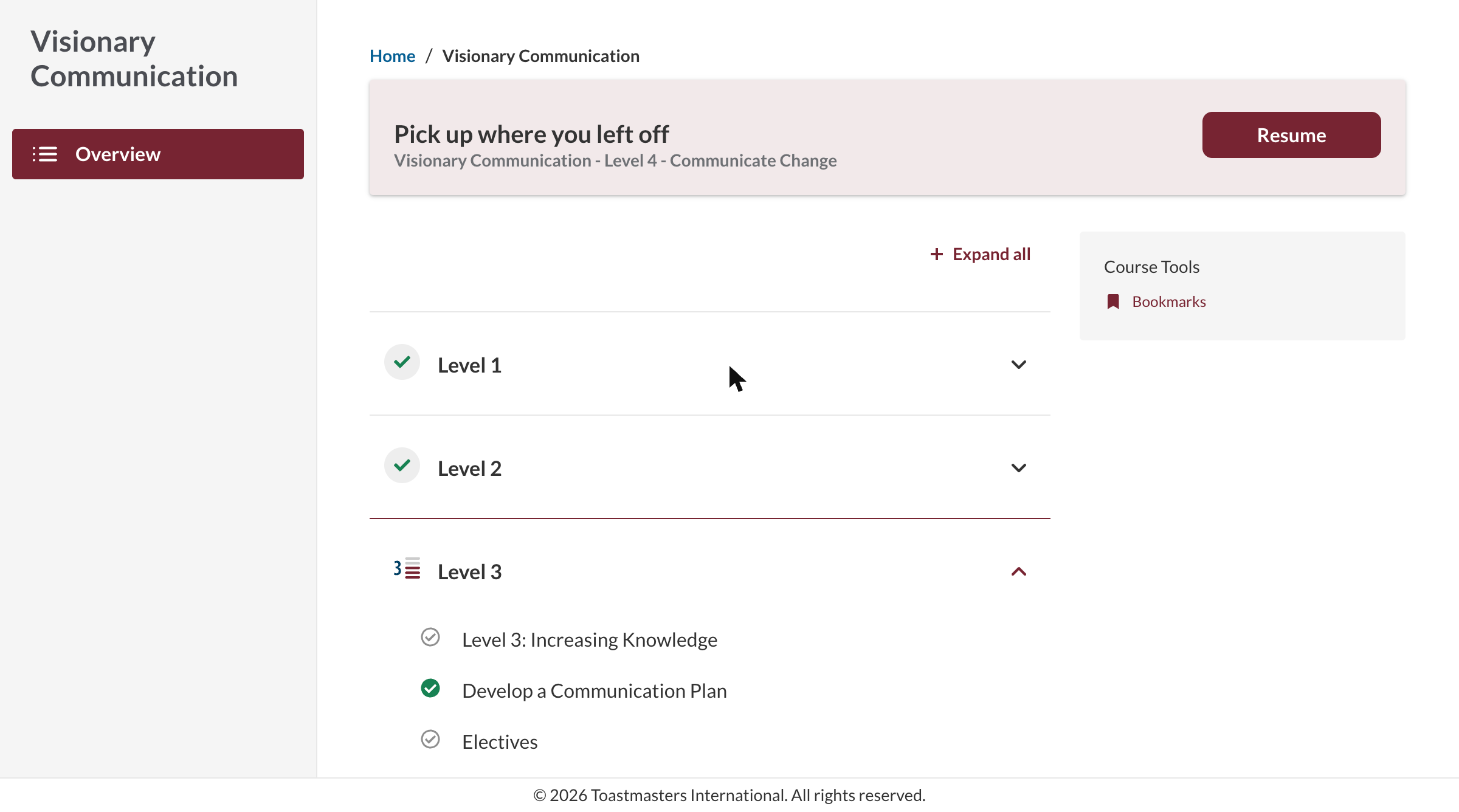 Visionary
Communication
Overview
Home / Visionary Communication
Pick up where you left off
Visionary Communication - Level 4 - Communicate Change
Resume
+ Expand all
Course Tools
Bookmarks
Level 1
Level 2
3 Level 3
Level 3: Increasing Knowledge
Develop a Communication Plan
Electives
© 2026 Toastmasters International. All rights reserved.